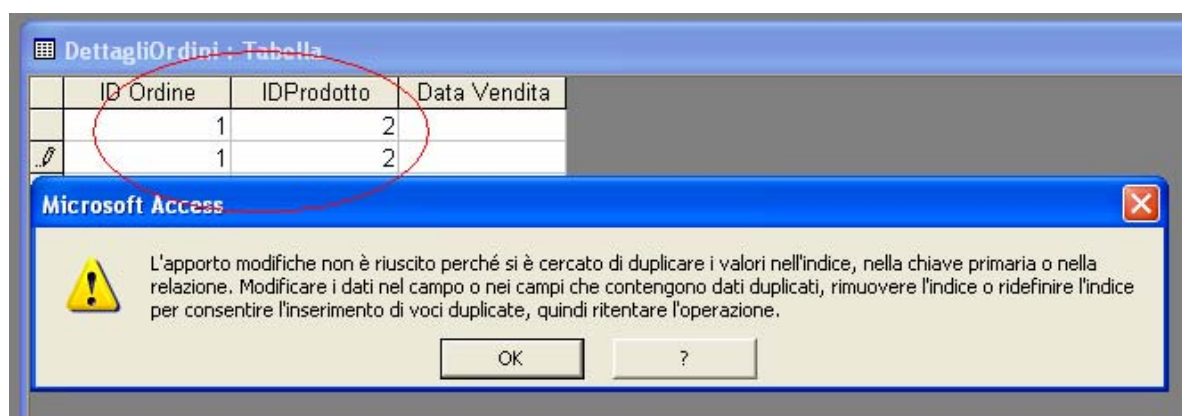 DettagliOrdini : Tabella
ID Ordine IDProdotto Data Vendita
1 2
1 2
Microsoft Access
L'apporto modifiche non è riuscito perché si è cercato di duplicare i valori nell'indice, nella chiave primaria o nella
relazione. Modificare i dati nel campo o nei campi che contengono dati duplicati, rimuovere l'indice o ridefinire l'indice
per consentire l'inserimento di voci duplicate, quindi ritentare l'operazione.
OK ?